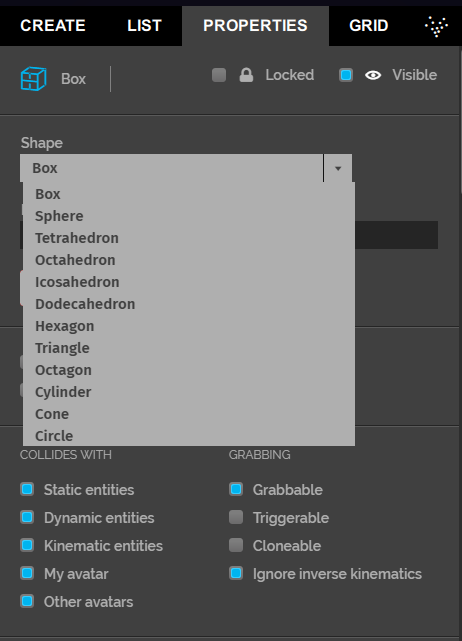 CREATE LIST PROPERTIES GRID
Box Locked Visible
Shape
Box
Box
Sphere
Tetrahedron
Octahedron
Icosahedron
Dodecahedron
Hexagon
Triangle
Octagon
Cylinder
Cone
Circle
COLLIDES WITH GRABBING
Static entities Grabbable
Dynamic entities Triggerable
Kinematic entities Cloneable
My avatar Ignore inverse kinematics
Other avatars